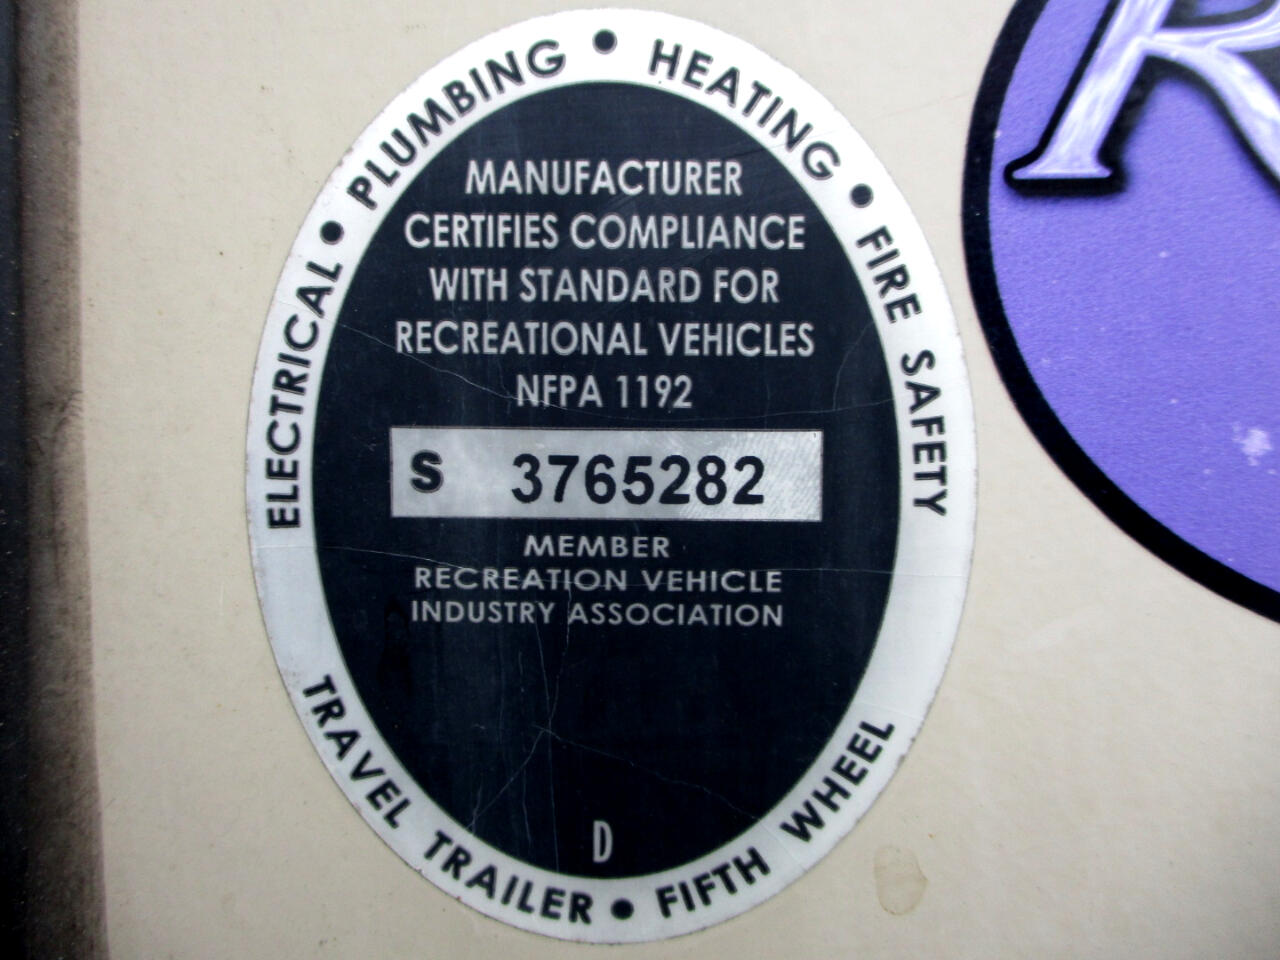 ELECTRICAL • PLUMBING • HEATING • FIRE SAFETY
MANUFACTURER
CERTIFIES COMPLIANCE
WITH STANDARD FOR
RECREATIONAL VEHICLES
NFPA 1192
S 3765282
MEMBER
RECREATION VEHICLE
INDUSTRY ASSOCIATION
D
TRAVEL TRAILER • FIFTH WHEEL
R